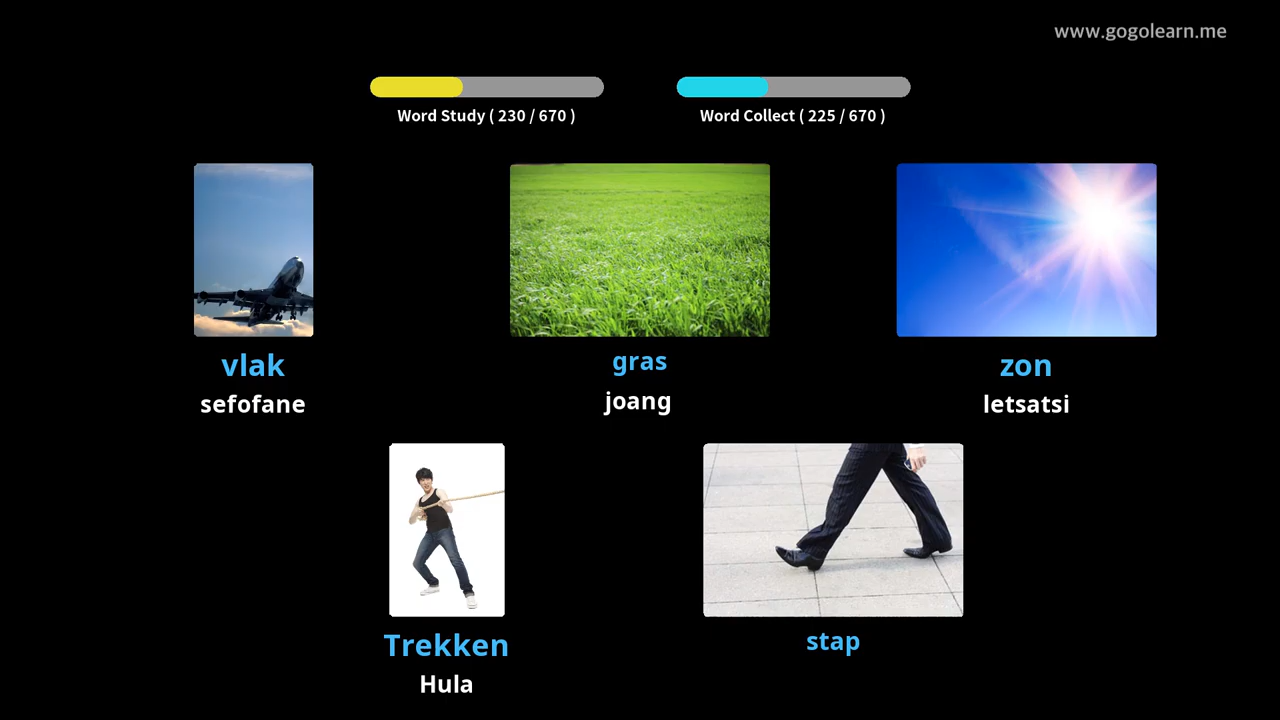 www.gogolearn.me
Word Study ( 230 / 670 )
Word Collect ( 225 / 670 )
vlak
sefofane
gras
joang
zon
letsatsi
Trekken
Hula
stap